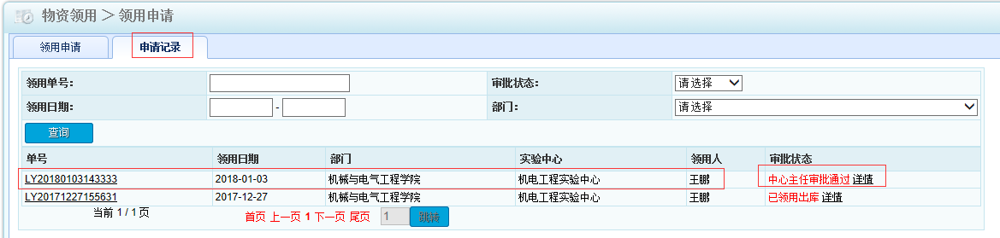 物资领用 > 领用申请
领用申请 申请记录
领用单号： 审批状态： 请选择
领用日期： - 部门： 请选择
查询
单号 领用日期 部门 实验中心 领用人 审批状态
LY20180103143333 2018-01-03 机械与电气工程学院 机电工程实验中心 王鹏 中心主任审批通过 详情
LY20171227155631 2017-12-27 机械与电气工程学院 机电工程实验中心 王鹏 已领用出库 详情
当前 1 / 1 页 首页 上一页 1 下一页 尾页 1 跳转